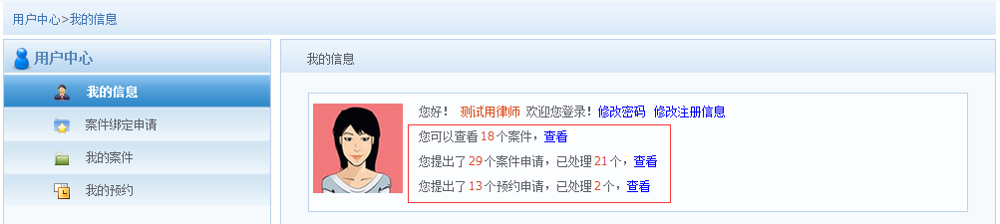 用户中心>我的信息
用户中心
我的信息
案件绑定申请
我的案件
我的预约
我的信息
您好！ 测试用律师 欢迎您登录！修改密码 修改注册信息
您可以查看18个案件，查看
您提出了29个案件申请，已处理21个，查看
您提出了13个预约申请，已处理2个，查看